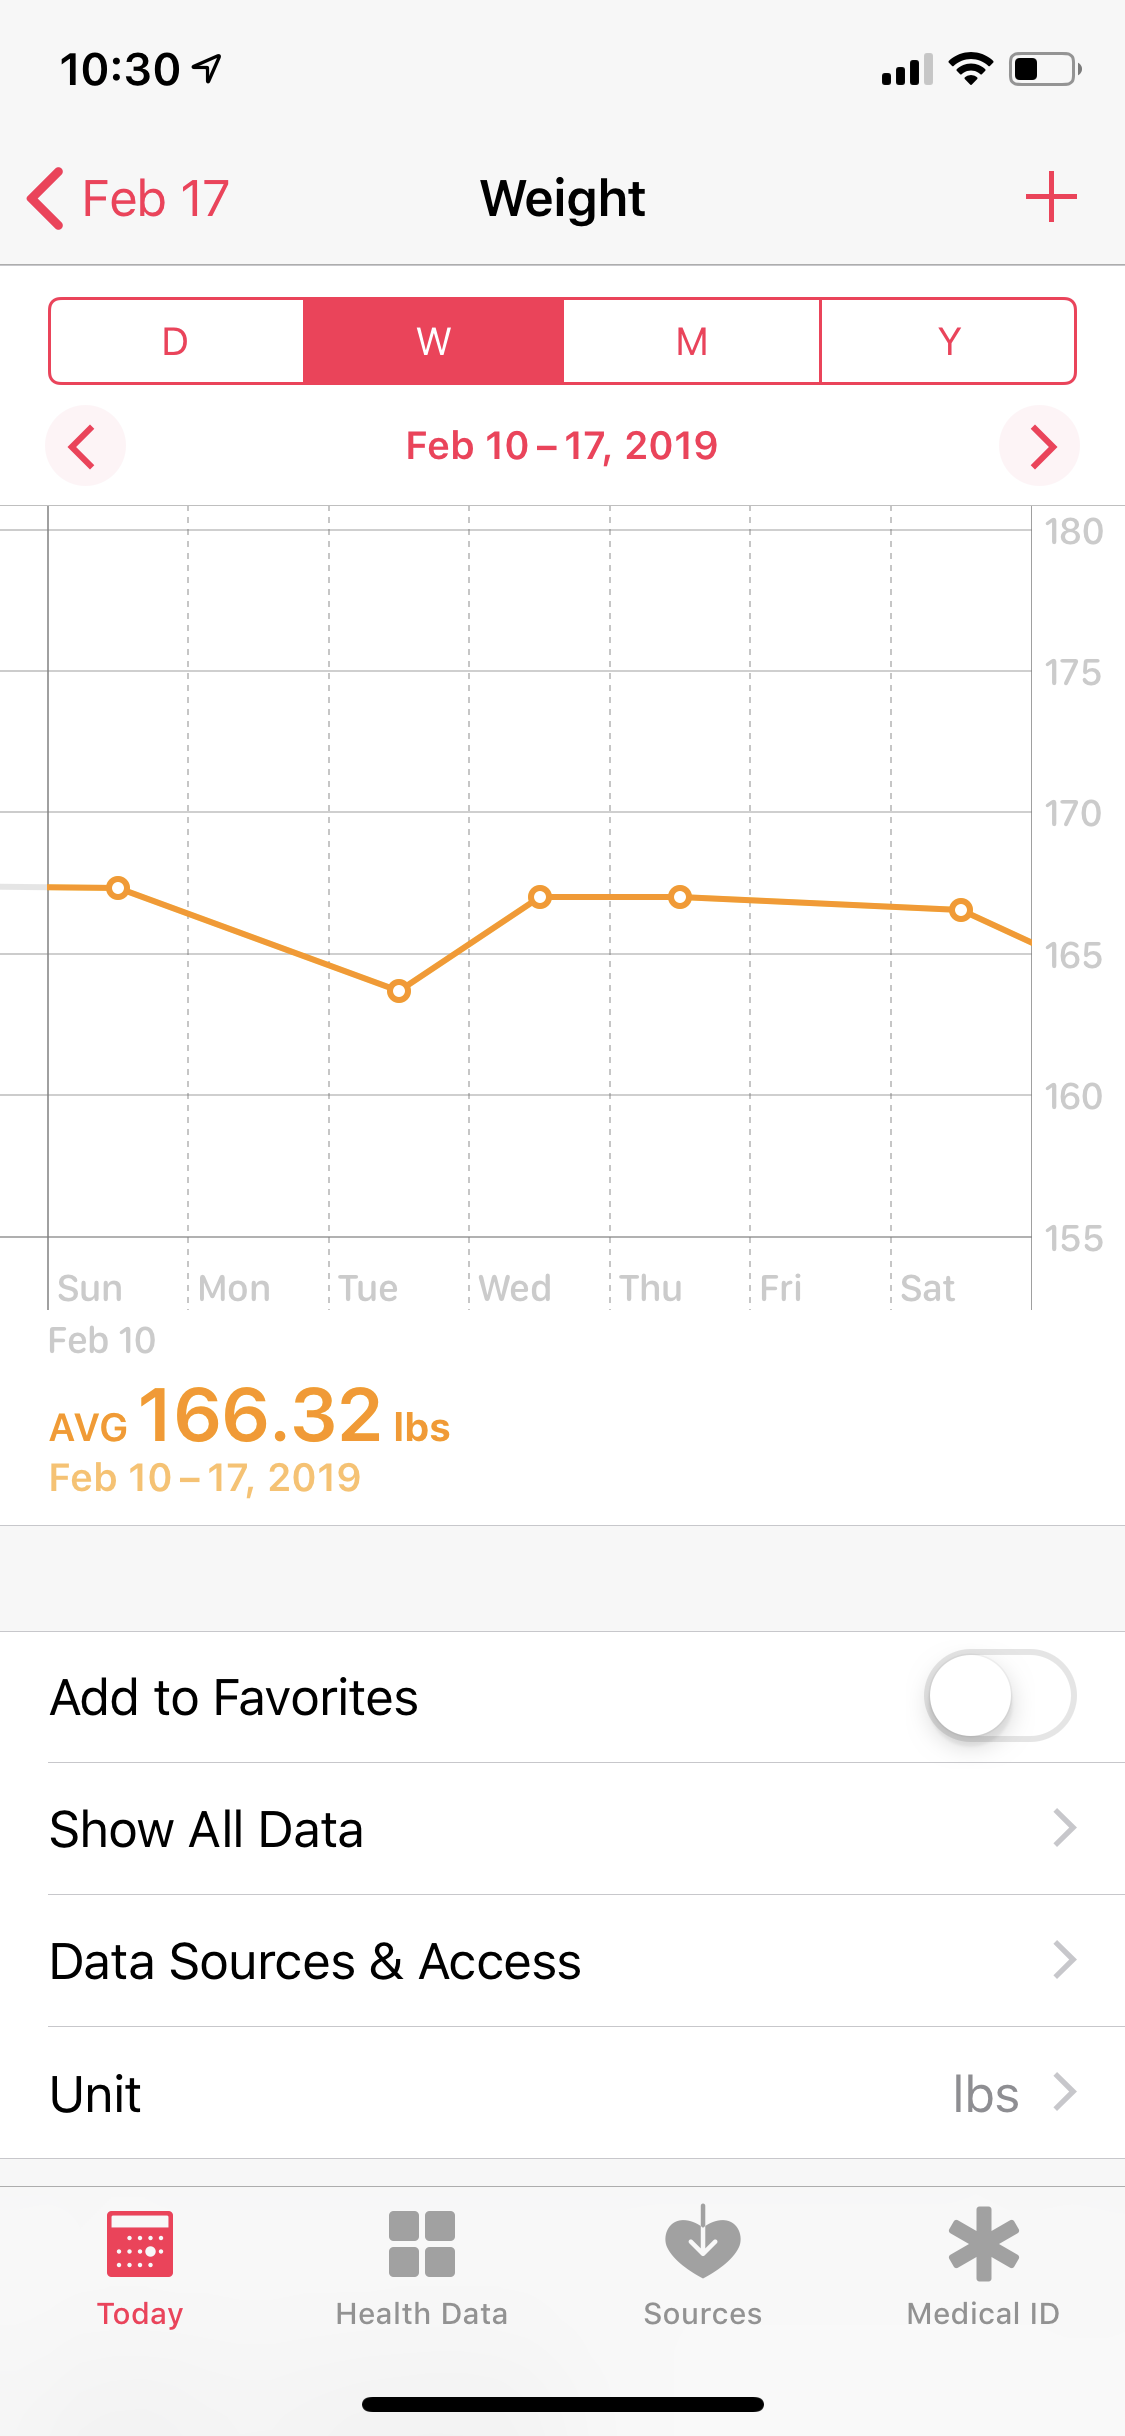 10:30
Feb 17 Weight
D W M Y
Feb 10 – 17, 2019
180
175
170
165
160
155
Sun Mon Tue Wed Thu Fri Sat
Feb 10
AVG 166.32 lbs
Feb 10 – 17, 2019
Add to Favorites
Show All Data
Data Sources & Access
Unit lbs
Today Health Data Sources Medical ID